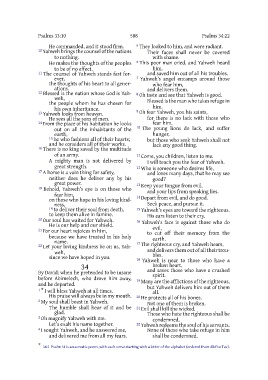 Psalms 33:10 508 Psalms 34:22
He commanded, and it stood firm.
10 Yahweh brings the counsel of the nations
to nothing.
He makes the thoughts of the peoples
to be of no effect.
11 The counsel of Yahweh stands fast for-
ever,
the thoughts of his heart to all gener-
ations.
12 Blessed is the nation whose God is Yah-
weh,
the people whom he has chosen for
his own inheritance.
13 Yahweh looks from heaven.
He sees all the sons of men.
14 From the place of his habitation he looks
out on all the inhabitants of the
earth,
15 he who fashions all of their hearts;
and he considers all of their works.
16 There is no king saved by the multitude
of an army.
A mighty man is not delivered by
great strength.
17 A horse is a vain thing for safety,
neither does he deliver any by his
great power.
18 Behold, Yahweh's eye is on those who
fear him,
on those who hope in his loving kind-
ness,
19 to deliver their soul from death,
to keep them alive in famine.
20 Our soul has waited for Yahweh.
He is our help and our shield.
21 For our heart rejoices in him,
because we have trusted in his holy
name.
22 Let your loving kindness be on us, Yah-
weh,
since we have hoped in you.
34
By David; when he pretended to be insane
before Abimelech, who drove him away,
and he departed.
1 I will bless Yahweh at all times.
His praise will always be in my mouth.
2 My soul shall boast in Yahweh.
The humble shall hear of it and be
glad.
3 Oh magnify Yahweh with me.
Let's exalt his name together.
4 I sought Yahweh, and he answered me,
and delivered me from all my fears.
5 They looked to him, and were radiant.
Their faces shall never be covered
with shame.
6 This poor man cried, and Yahweh heard
him,
and saved him out of all his troubles.
7 Yahweh's angel encamps around those
who fear him,
and delivers them.
8 Oh taste and see that Yahweh is good.
Blessed is the man who takes refuge in
him.
9 Oh fear Yahweh, you his saints,
for there is no lack with those who
fear him.
10 The young lions do lack, and suffer
hunger,
but those who seek Yahweh shall not
lack any good thing.
11 Come, you children, listen to me.
I will teach you the fear of Yahweh.
12 Who is someone who desires life,
and loves many days, that he may see
good?
13 Keep your tongue from evil,
and your lips from speaking lies.
14 Depart from evil, and do good.
Seek peace, and pursue it.
15 Yahweh's eyes are toward the righteous.
His ears listen to their cry.
16 Yahweh's face is against those who do
evil,
to cut off their memory from the
earth.
17 The righteous cry, and Yahweh hears,
and delivers them out of all their trou-
bles.
18 Yahweh is near to those who have a
broken heart,
and saves those who have a crushed
spirit.
19 Many are the afflictions of the righteous,
but Yahweh delivers him out of them
all.
20 He protects all of his bones.
Not one of them is broken.
21 Evil shall kill the wicked.
Those who hate the righteous shall be
condemned.
22 Yahweh redeems the soul of his servants.
None of those who take refuge in him
shall be condemned.
34:1 Psalm 34 is an acrostic poem, with each verse starting with a letter of the alphabet (ordered from Alef to Tav).